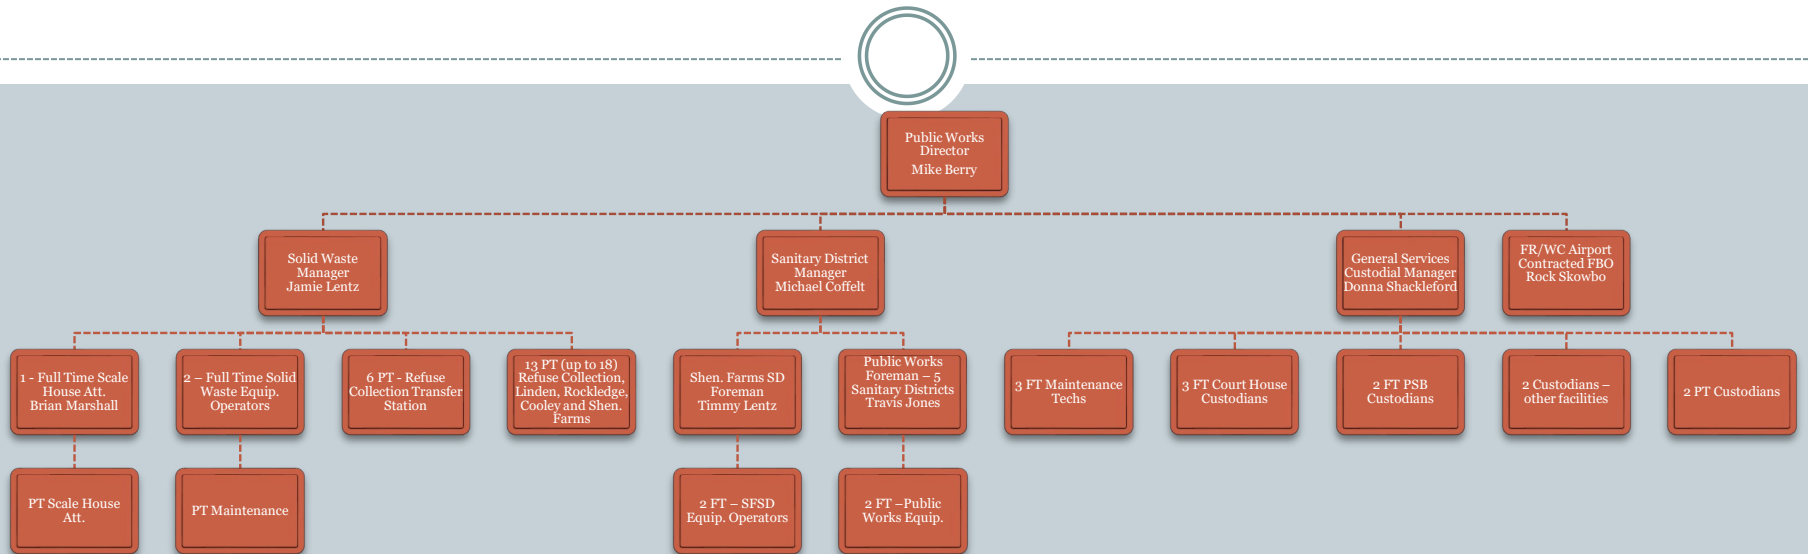 Public Works
Director
Mike Berry
Solid Waste
Manager
Jamie Lentz
Sanitary District
Manager
Michael Coffelt
General Services
Custodial Manager
Donna Shackleford
FR/WC Airport
Contracted FBO
Rock Skowbo
1 - Full Time Scale
House Att.
Brian Marshall
2 – Full Time Solid
Waste Equip.
Operators
6 PT - Refuse
Collection Transfer
Station
13 PT (up to 18)
Refuse Collection,
Linden, Rockledge,
Cooley and Shen.
Farms
Shen. Farms SD
Foreman
Timmy Lentz
Public Works
Foreman – 5
Sanitary Districts
Travis Jones
3 FT Maintenance
Techs
3 FT Court House
Custodians
2 FT PSB
Custodians
2 Custodians –
other facilities
2 PT Custodians
PT Scale House
Att.
PT Maintenance
2 FT – SFSD
Equip. Operators
2 FT –Public
Works Equip.